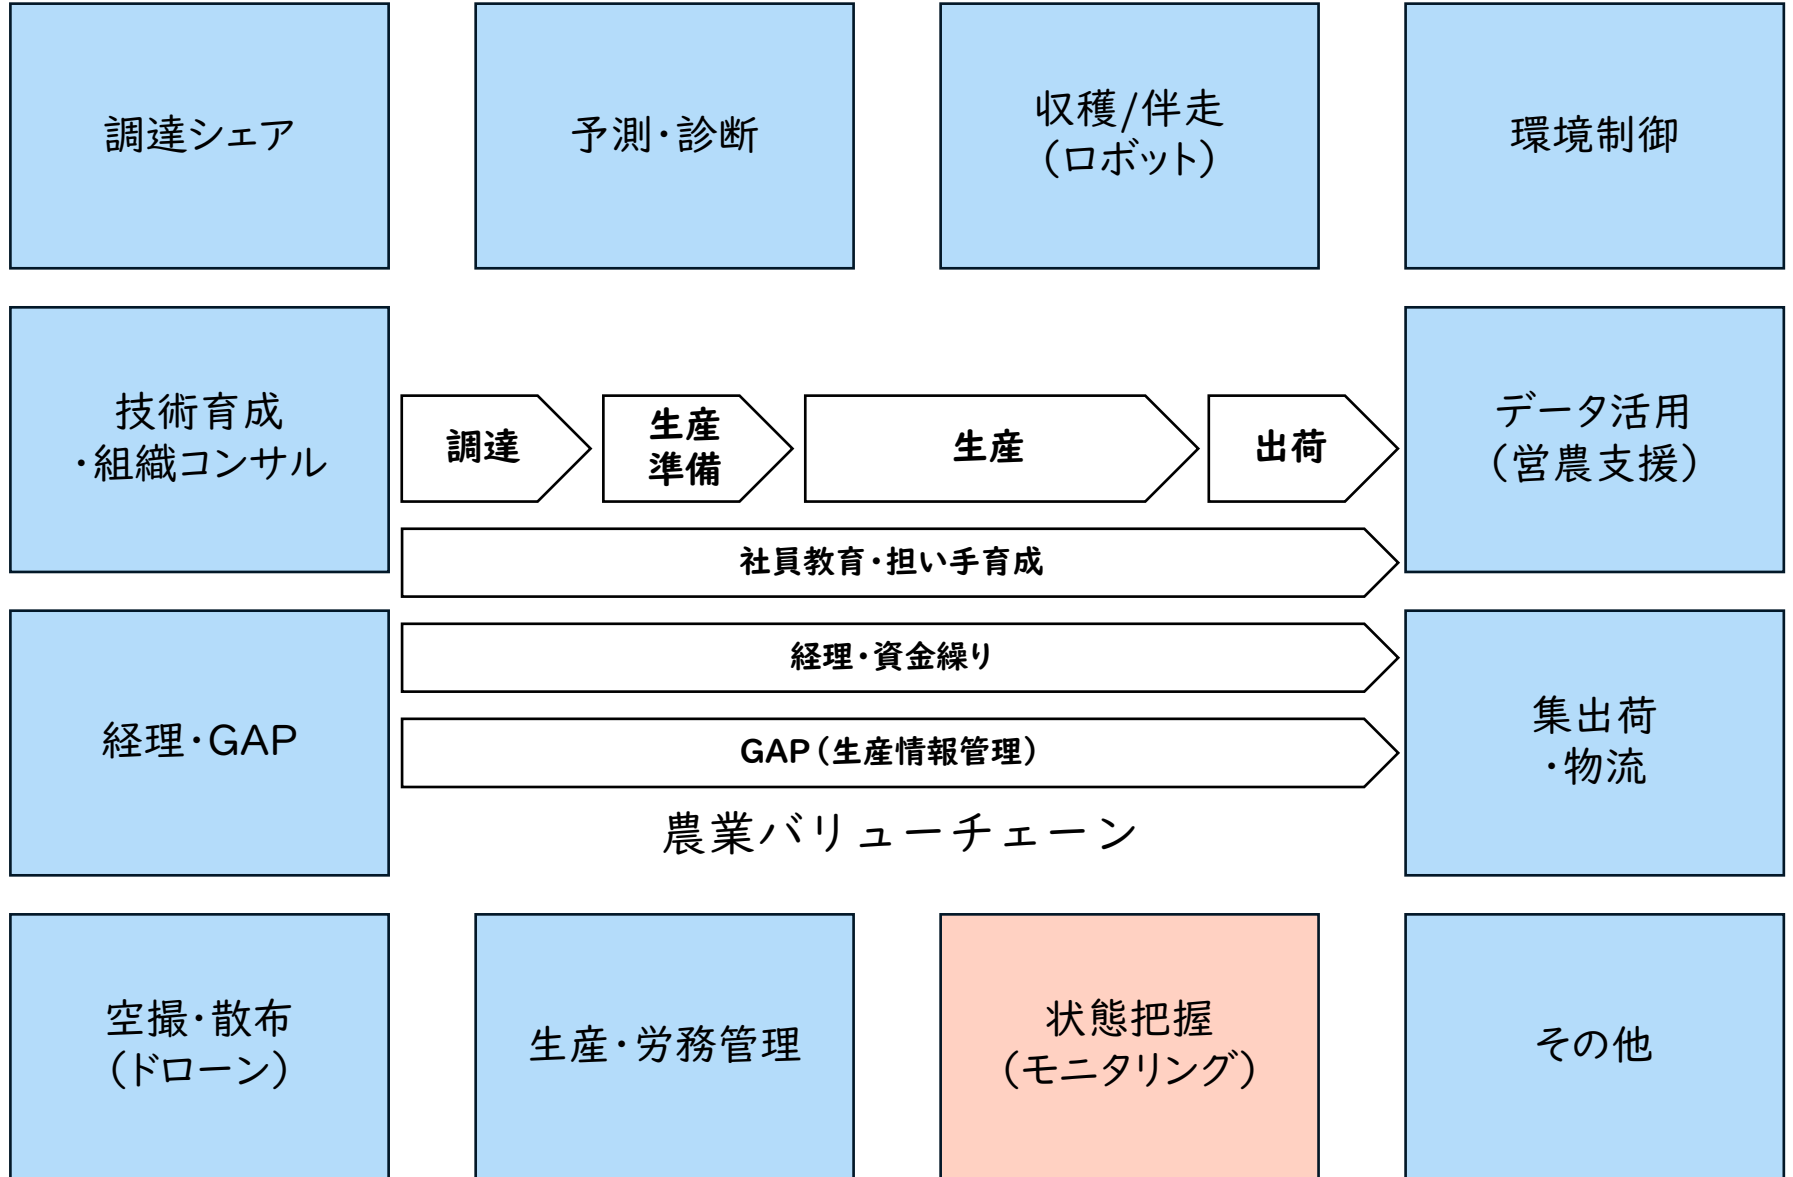 調達シェア
予測・診断
収穫/伴走
（ロボット）
環境制御
技術育成
・組織コンサル
調達
生産
準備
生産
出荷
データ活用
（営農支援）
社員教育・担い手育成
経理・資金繰り
GAP（生産情報管理）
経理・GAP
集出荷
・物流
農業バリューチェーン
空撮・散布
（ドローン）
生産・労務管理
状態把握
（モニタリング）
その他